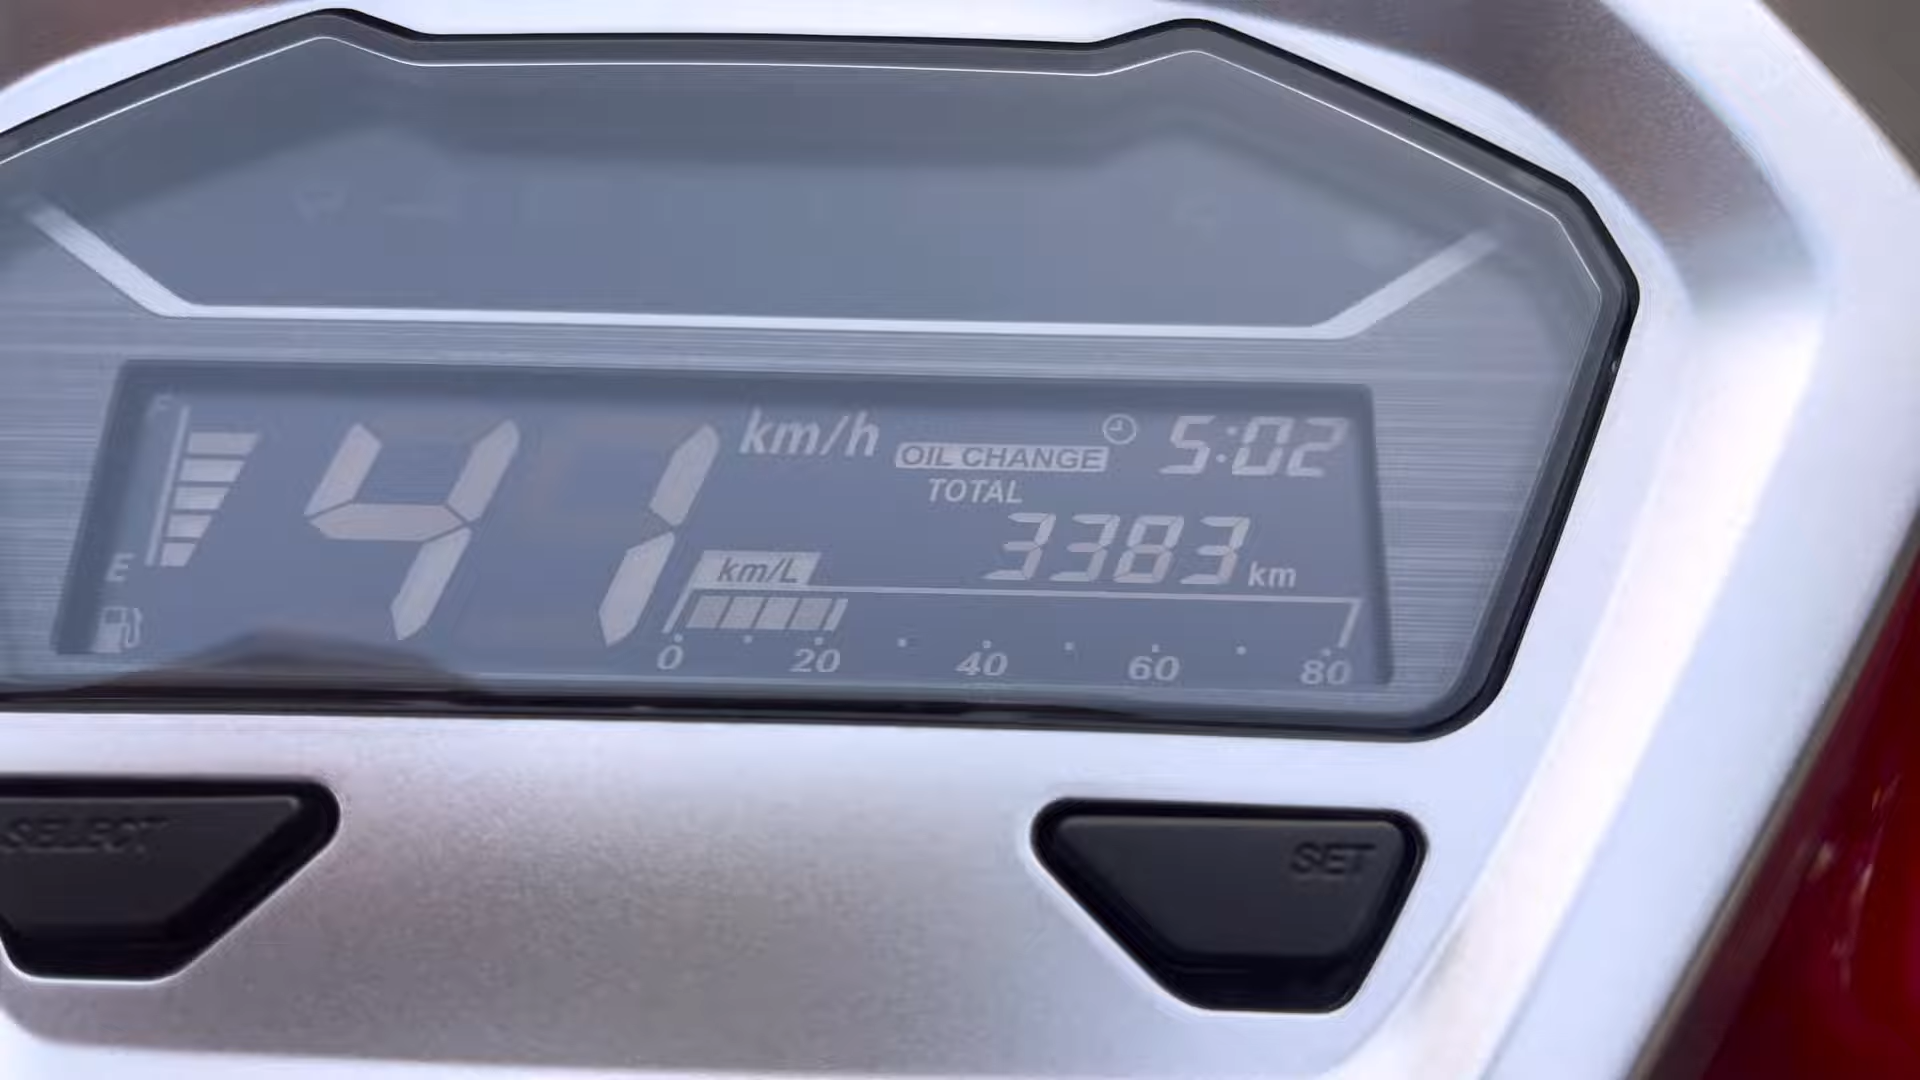 F
km/h
5:02
OIL CHANGE
TOTAL
41
3383 km
E
km/L
0 20 40 60 80
SELECT
SET